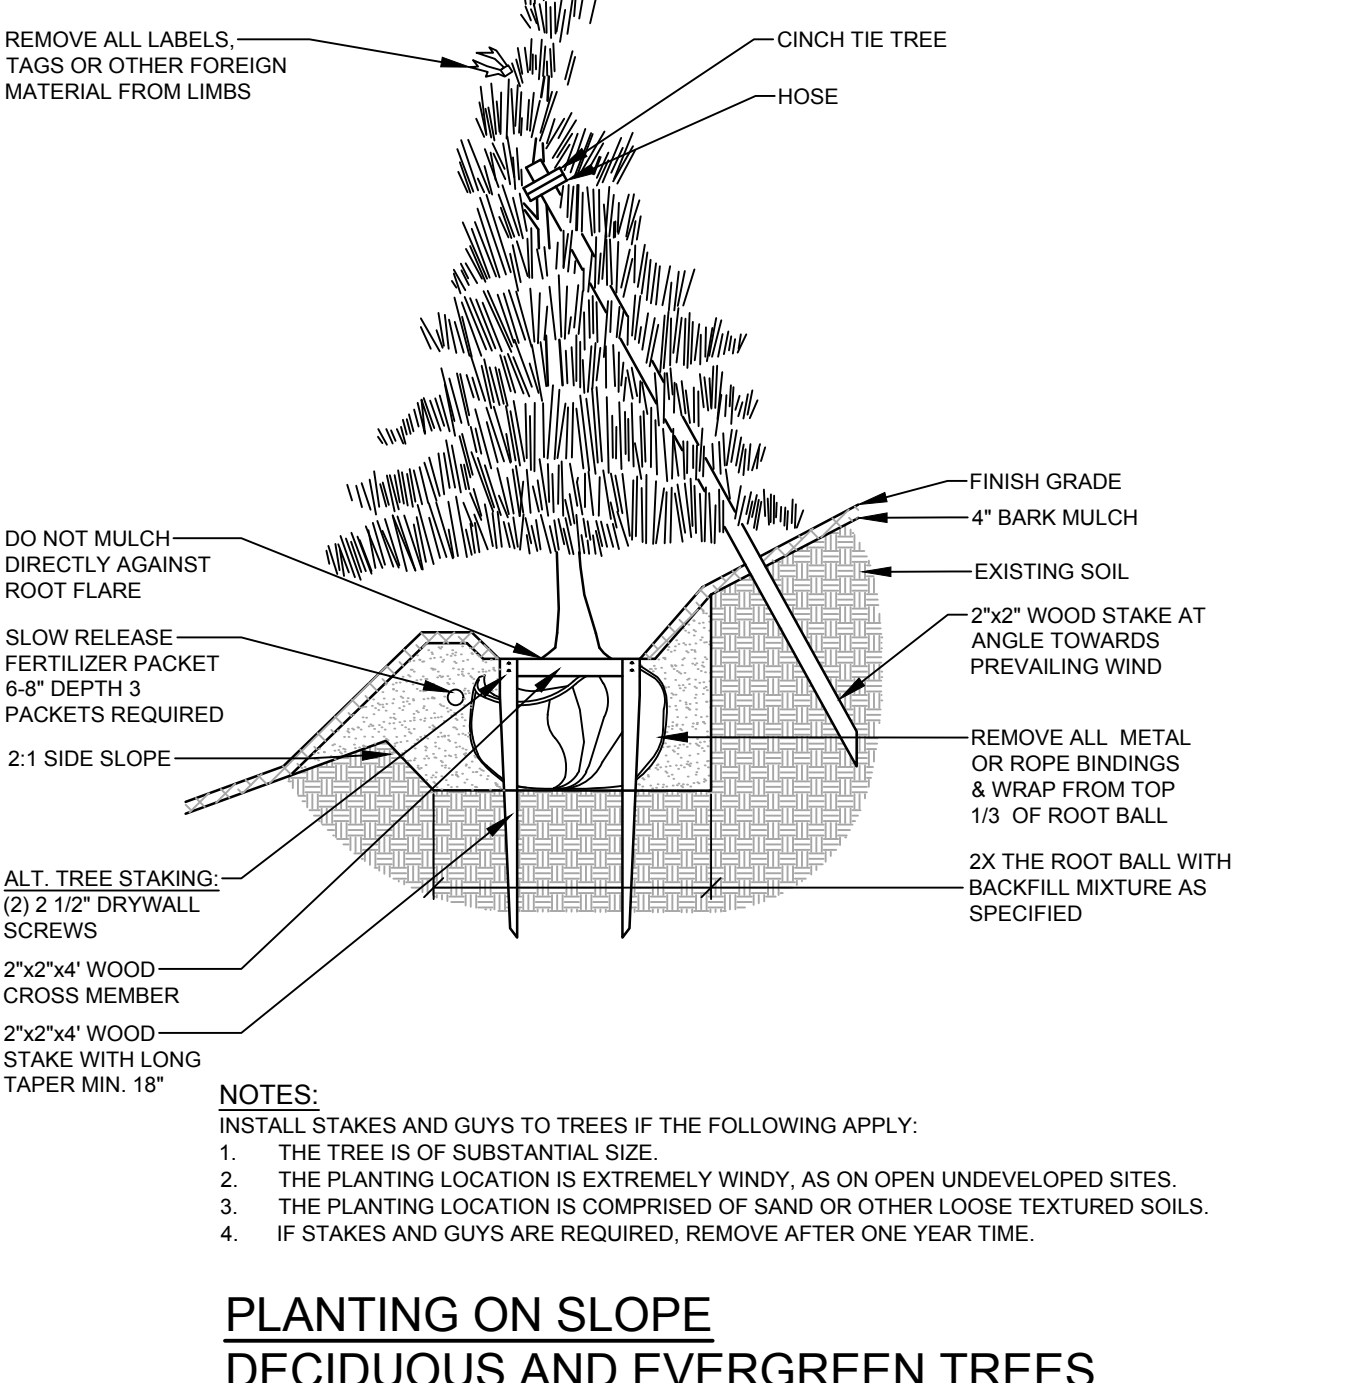 REMOVE ALL LABELS,
TAGS OR OTHER FOREIGN
MATERIAL FROM LIMBS
CINCH TIE TREE
HOSE
FINISH GRADE
4" BARK MULCH
EXISTING SOIL
2"x2" WOOD STAKE AT
ANGLE TOWARDS
PREVAILING WIND
REMOVE ALL METAL
OR ROPE BINDINGS
& WRAP FROM TOP
1/3 OF ROOT BALL
2X THE ROOT BALL WITH
BACKFILL MIXTURE AS
SPECIFIED
DO NOT MULCH
DIRECTLY AGAINST
ROOT FLARE
SLOW RELEASE
FERTILIZER PACKET
6-8" DEPTH 3
PACKETS REQUIRED
2:1 SIDE SLOPE
ALT. TREE STAKING:
(2) 2 1/2" DRYWALL
SCREWS
2"x2"x4' WOOD
CROSS MEMBER
2"x2"x4' WOOD
STAKE WITH LONG
TAPER MIN. 18"
NOTES:
INSTALL STAKES AND GUYS TO TREES IF THE FOLLOWING APPLY:
1. THE TREE IS OF SUBSTANTIAL SIZE.
2. THE PLANTING LOCATION IS EXTREMELY WINDY, AS ON OPEN UNDEVELOPED SITES.
3. THE PLANTING LOCATION IS COMPRISED OF SAND OR OTHER LOOSE TEXTURED SOILS.
4. IF STAKES AND GUYS ARE REQUIRED, REMOVE AFTER ONE YEAR TIME.
PLANTING ON SLOPE
DECIDUOUS AND EVERGREEN TREES